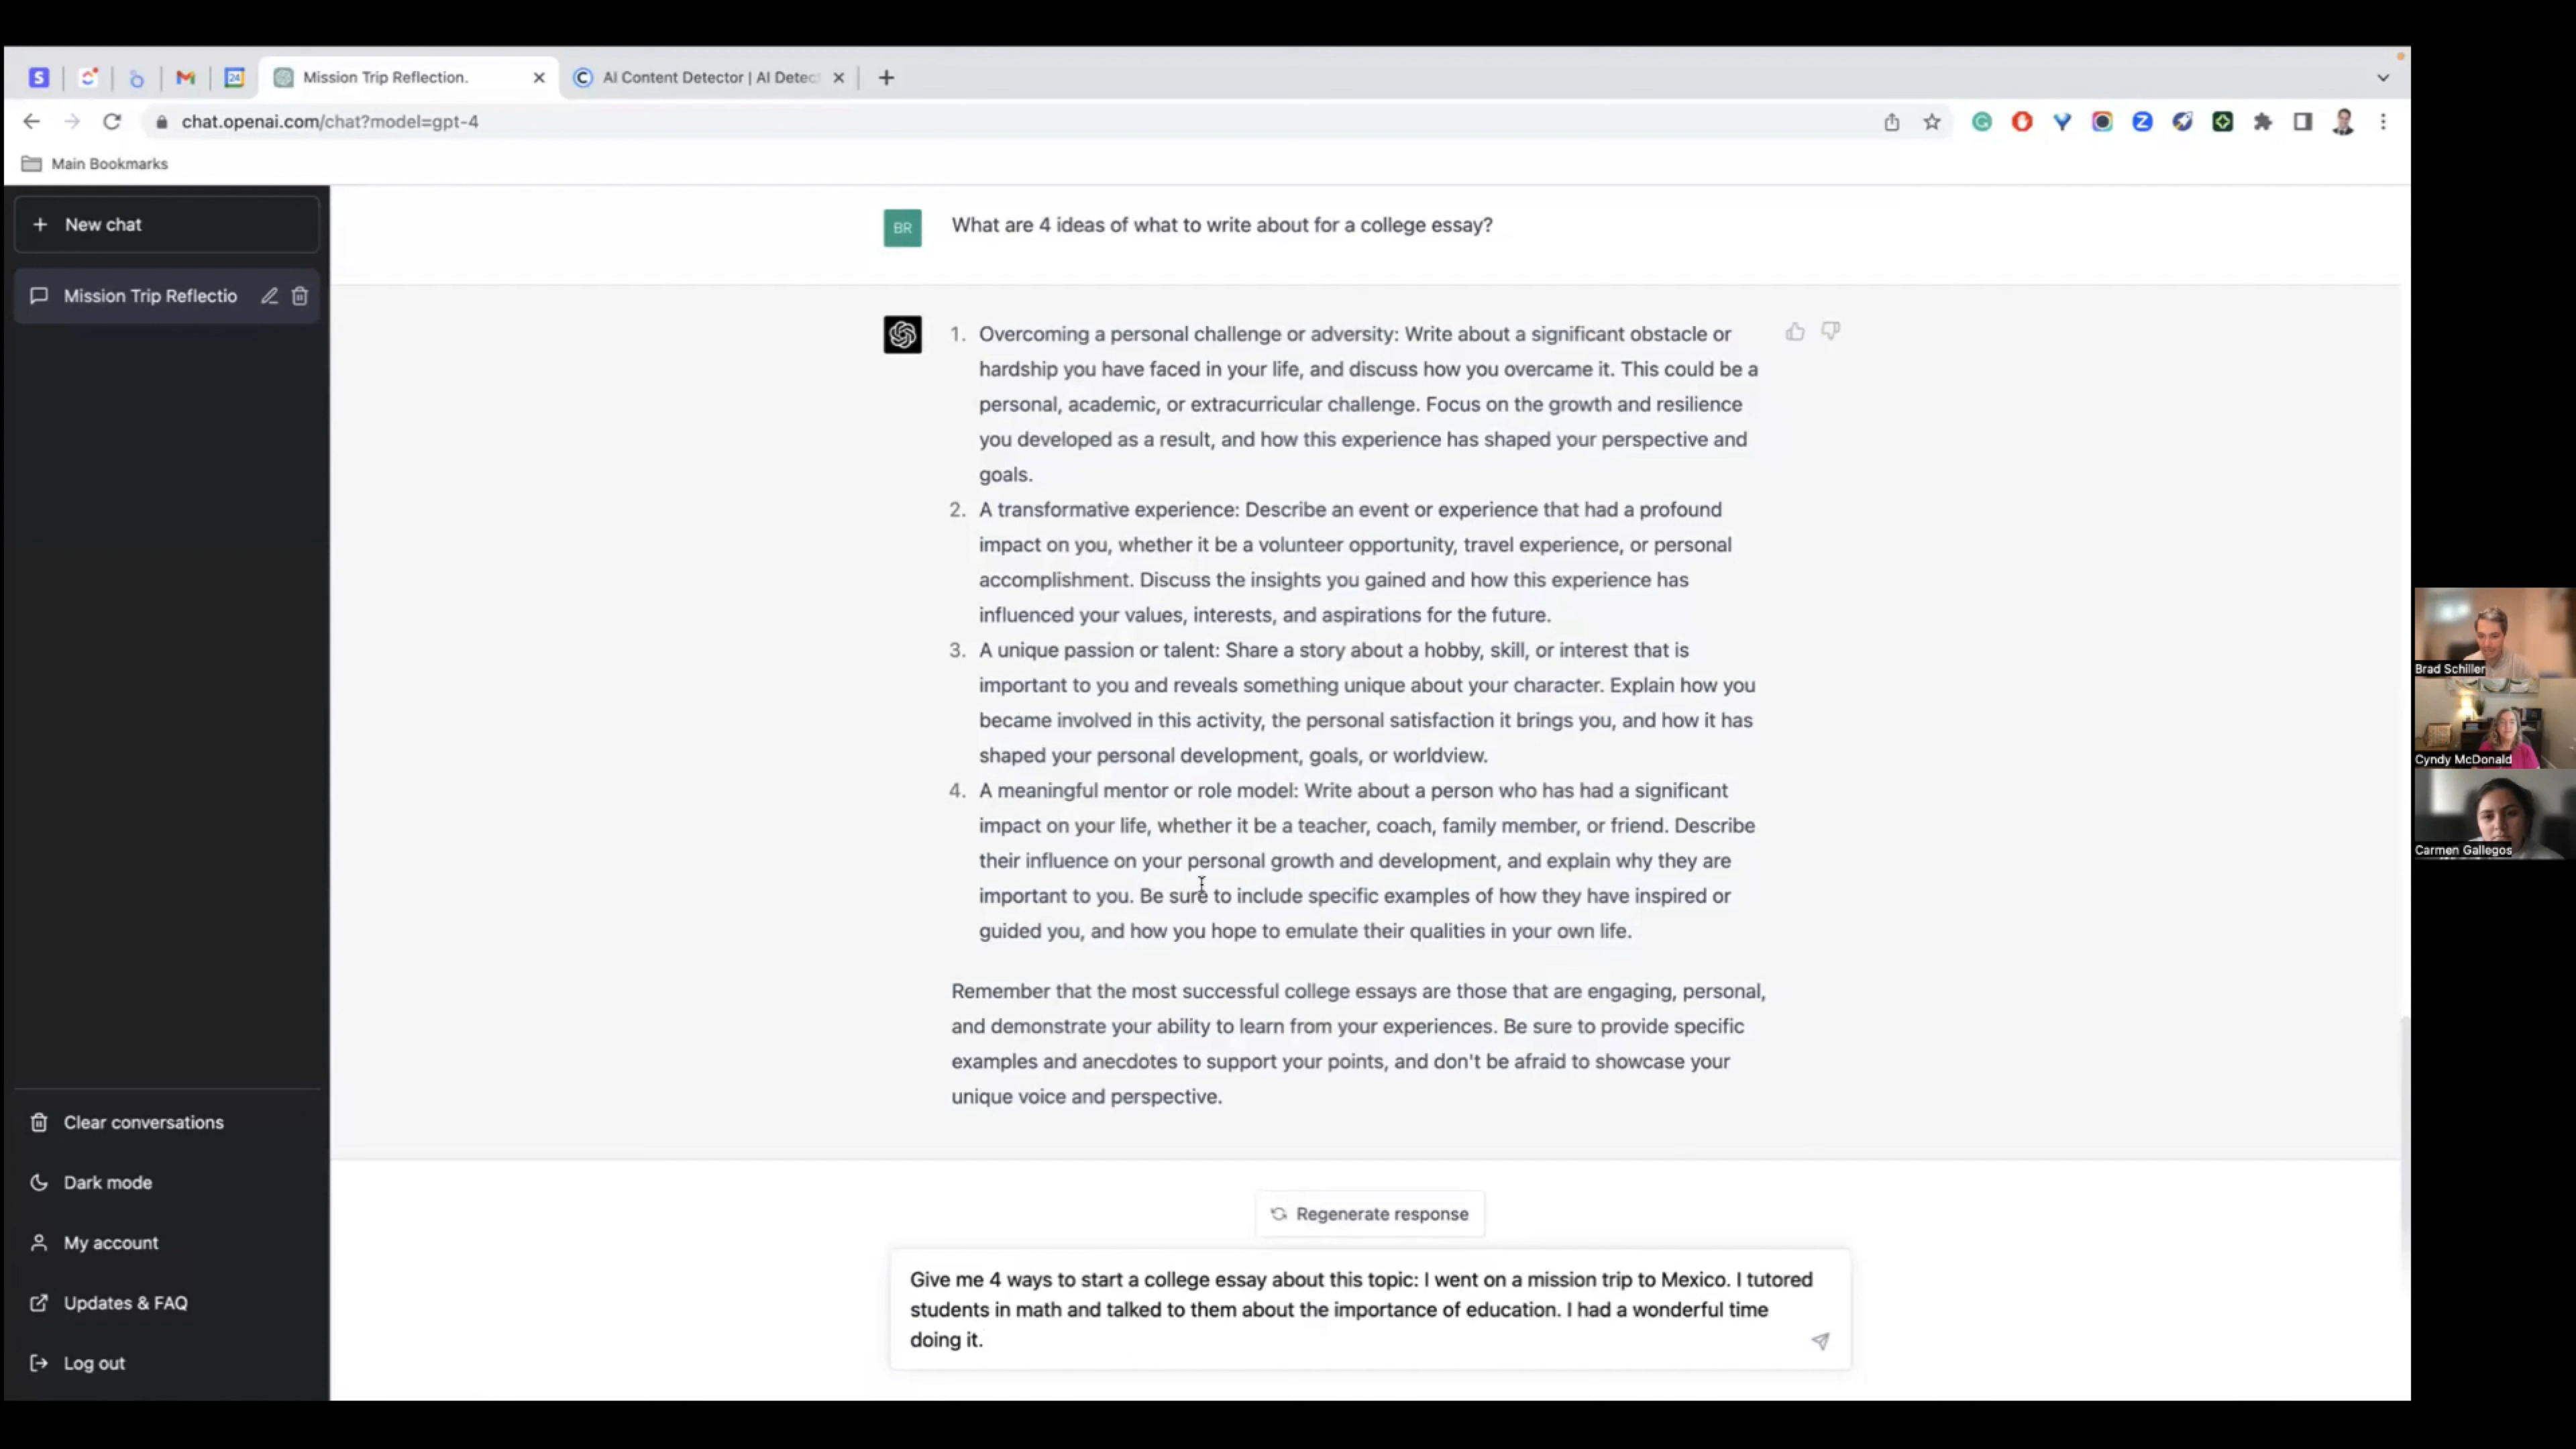 S
24
Mission Trip Reflection.
AI Content Detector | AI Detec
chat.openai.com/chat?model=gpt-4
Main Bookmarks
New chat
Mission Trip Reflectio
BR
What are 4 ideas of what to write about for a college essay?
1. Overcoming a personal challenge or adversity: Write about a significant obstacle or
hardship you have faced in your life, and discuss how you overcame it. This could be a
personal, academic, or extracurricular challenge. Focus on the growth and resilience
you developed as a result, and how this experience has shaped your perspective and
goals.
2. A transformative experience: Describe an event or experience that had a profound
impact on you, whether it be a volunteer opportunity, travel experience, or personal
accomplishment. Discuss the insights you gained and how this experience has
influenced your values, interests, and aspirations for the future.
3. A unique passion or talent: Share a story about a hobby, skill, or interest that is
important to you and reveals something unique about your character. Explain how you
became involved in this activity, the personal satisfaction it brings you, and how it has
shaped your personal development, goals, or worldview.
4. A meaningful mentor or role model: Write about a person who has had a significant
impact on your life, whether it be a teacher, coach, family member, or friend. Describe
their influence on your personal growth and development, and explain why they are
important to you. Be sure to include specific examples of how they have inspired or
guided you, and how you hope to emulate their qualities in your own life.
Remember that the most successful college essays are those that are engaging, personal,
and demonstrate your ability to learn from your experiences. Be sure to provide specific
examples and anecdotes to support your points, and don't be afraid to showcase your
unique voice and perspective.
Clear conversations
Dark mode
My account
Updates & FAQ
Log out
Regenerate response
Give me 4 ways to start a college essay about this topic: I went on a mission trip to Mexico. I tutored
students in math and talked to them about the importance of education. I had a wonderful time
doing it.
Brad Schiller
Cyndy McDonald
Carmen Gallegos